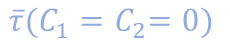 τ̄(C₁ = C₂= 0)